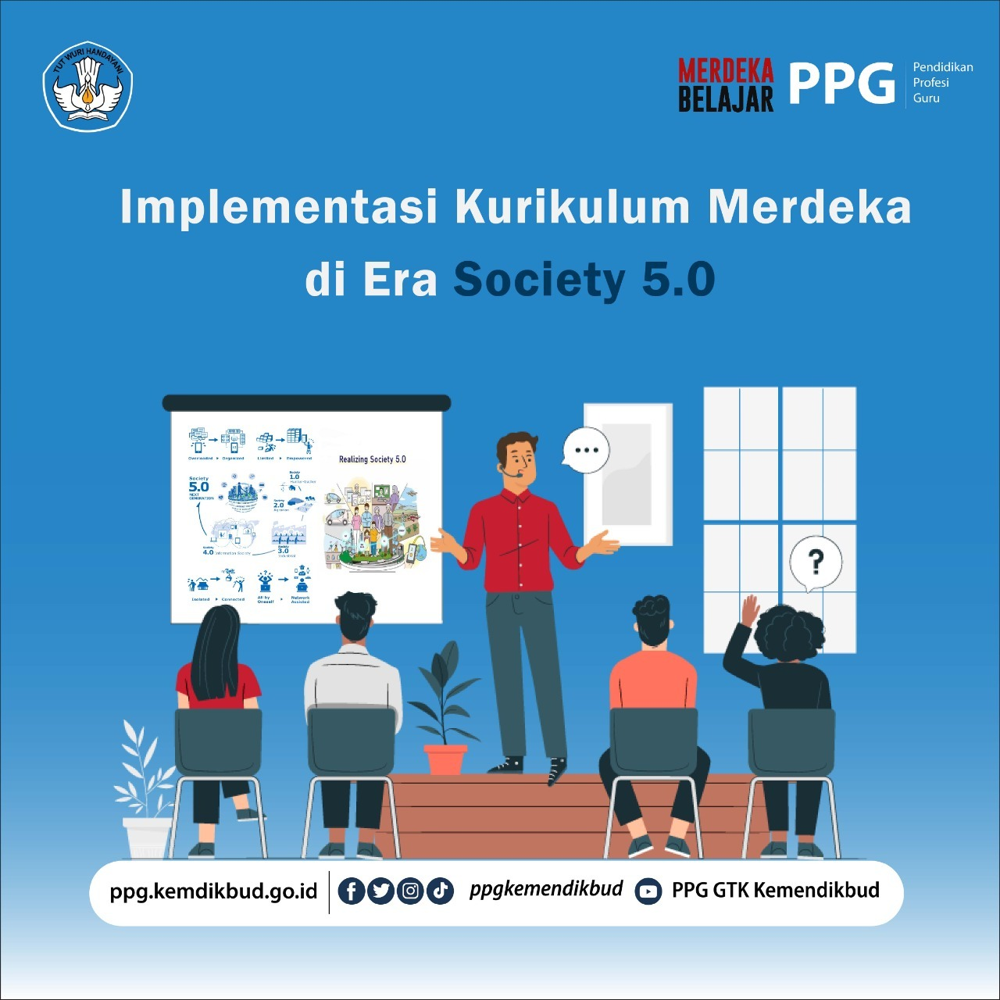 TUT WURI HANDAYANI
MERDEKA
BELAJAR
PPG
Pendidikan
Profesi
Guru
Implementasi Kurikulum Merdeka
di Era Society 5.0
Overloaded ▸ Organized
Limited ▸ Empowered
Realizing Society 5.0
Society
5.0
NEXT
GENERATION
Society
1.0
Society
2.0
Society
4.0 Information Society
Society
3.0
Industrial
Isolated ▸ Connected
All by
Oneself ▸ Network
Assisted
?
ppg.kemdikbud.go.id
ppgkemendikbud
PPG GTK Kemendikbud